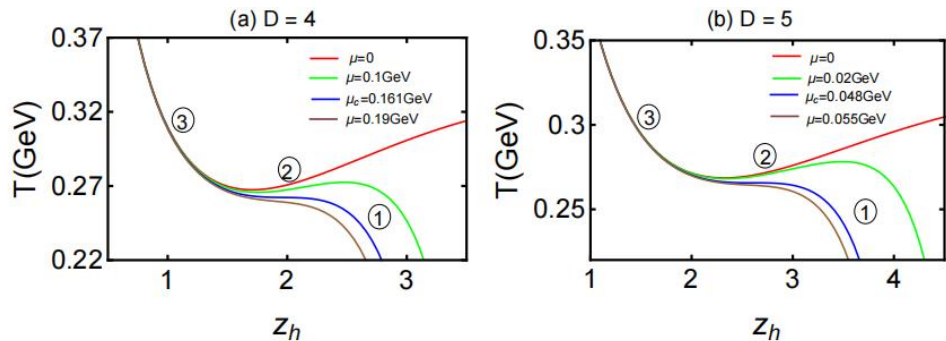 (a) D = 4
0.37
0.32
0.27
0.22
T(GeV)
μ=0
μ=0.1GeV
μc=0.161GeV
μ=0.19GeV
③
②
①
1
2
3
zh
(b) D = 5
0.35
0.3
0.25
T(GeV)
μ=0
μ=0.02GeV
μc=0.048GeV
μ=0.055GeV
③
②
①
1
2
3
4
zh